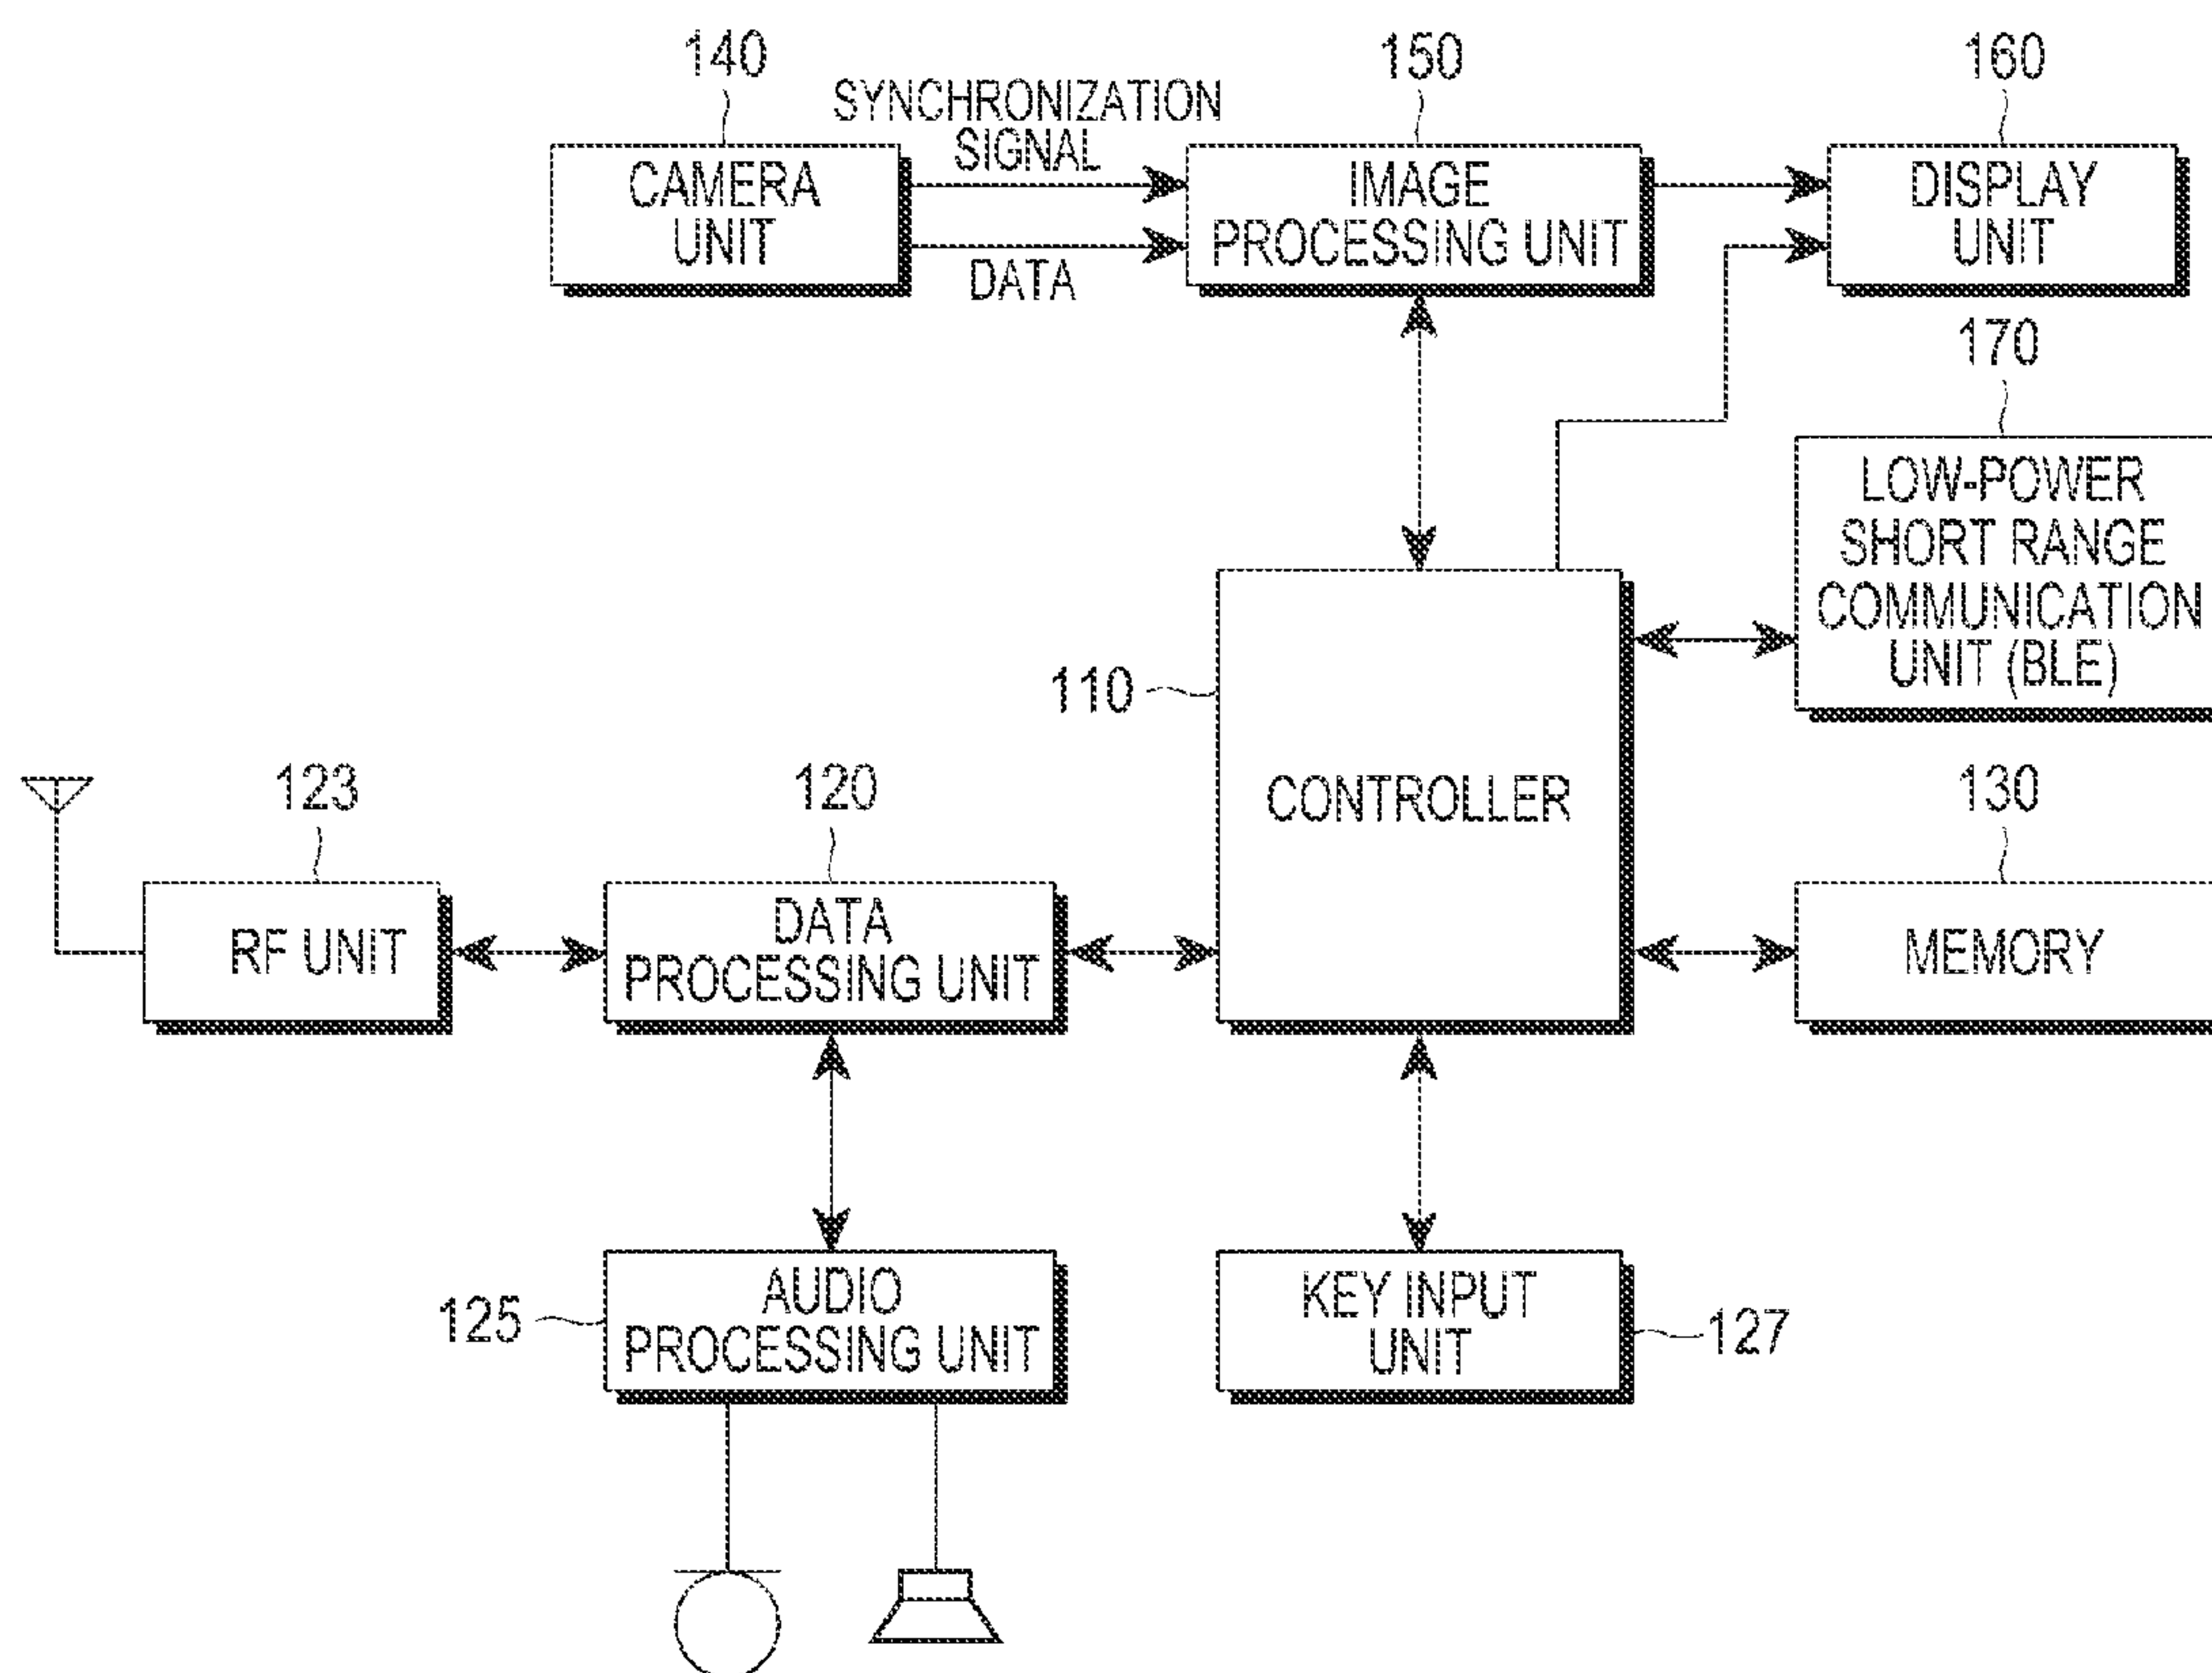 140
150
160
SYNCHRONIZATION
SIGNAL
CAMERA
UNIT
DATA
IMAGE
PROCESSING UNIT
DISPLAY
UNIT
170
LOW-POWER
SHORT RANGE
COMMUNICATION
UNIT (BLE)
110
CONTROLLER
123
120
130
RF UNIT
DATA
PROCESSING UNIT
MEMORY
125
AUDIO
PROCESSING UNIT
KEY INPUT
UNIT
127